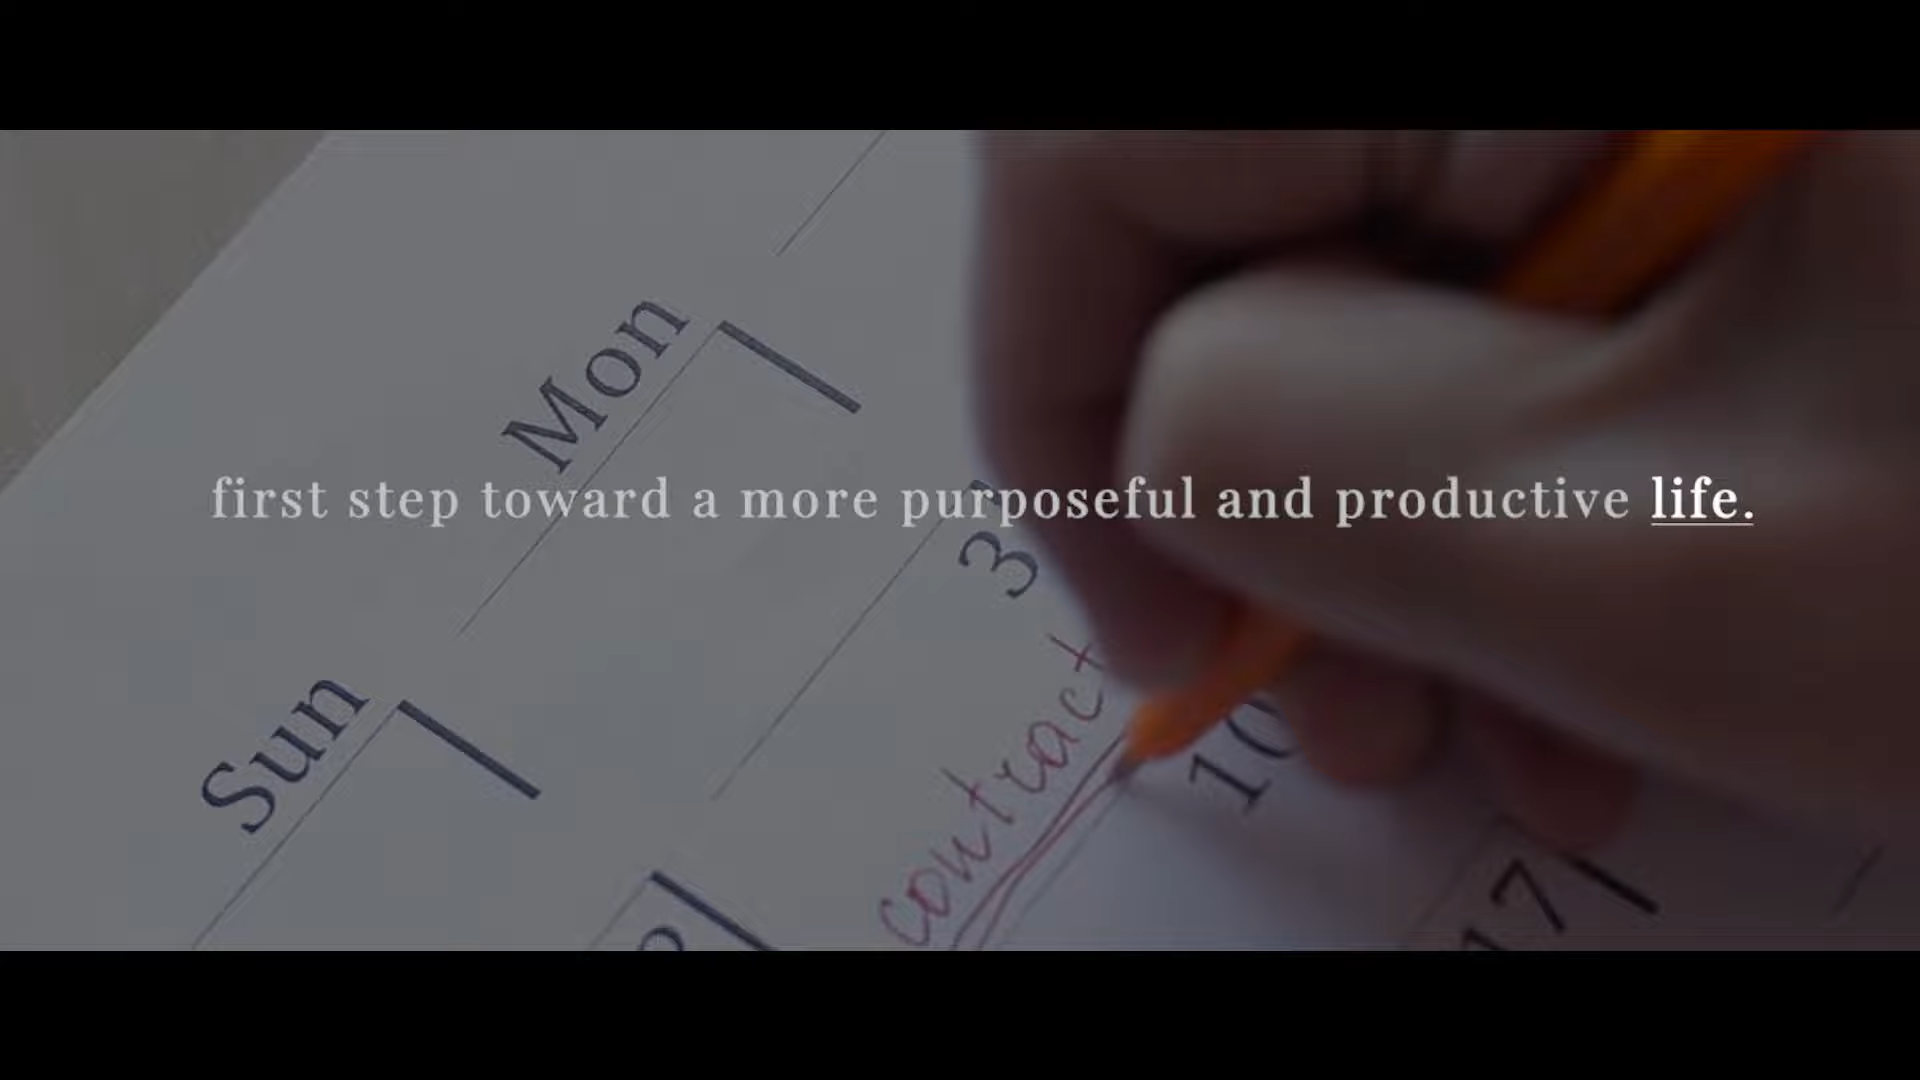 first step toward a more purposeful and productive life.
Mon
3
Sun
contract
10
17